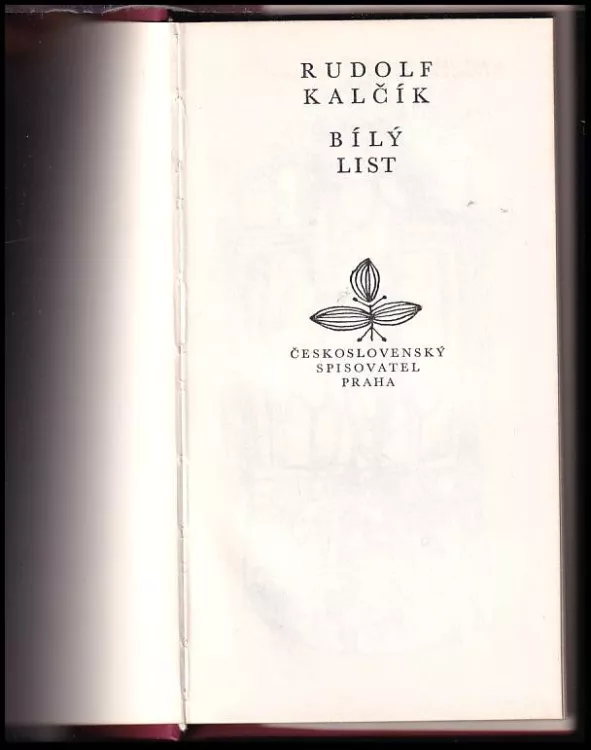 RUDOLF
KALČÍK
BÍLÝ
LIST
ČESKOSLOVENSKÝ
SPISOVATEL
PRAHA